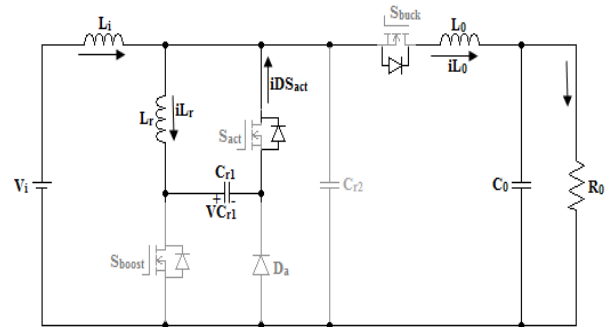 Li
Sbuck
L0
iL0
iDSact
Lr
iLr
Sact
Cr1
+ -
VCr1
Vi
Cr2
C0
R0
Sboost
Da